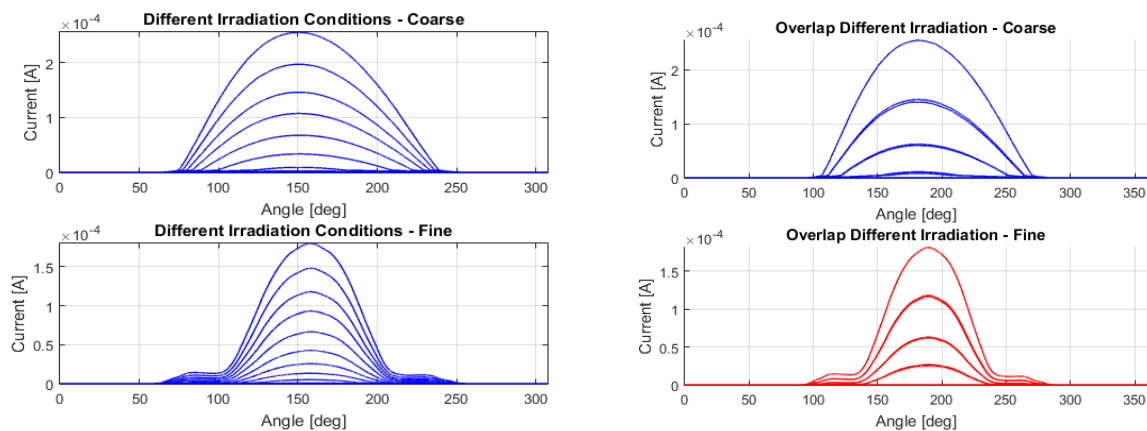 Different Irradiation Conditions - Coarse
×10⁻⁴
2
1
0
Current [A]
0 50 100 150 200 250 300
Angle [deg]
Different Irradiation Conditions - Fine
×10⁻⁴
1.5
1
0.5
0
Current [A]
0 50 100 150 200 250 300
Angle [deg]
Overlap Different Irradiation - Coarse
×10⁻⁴
2
1
0
Current [A]
0 50 100 150 200 250 300 350
Angle [deg]
Overlap Different Irradiation - Fine
×10⁻⁴
1.5
1
0.5
0
Current [A]
0 50 100 150 200 250 300 350
Angle [deg]